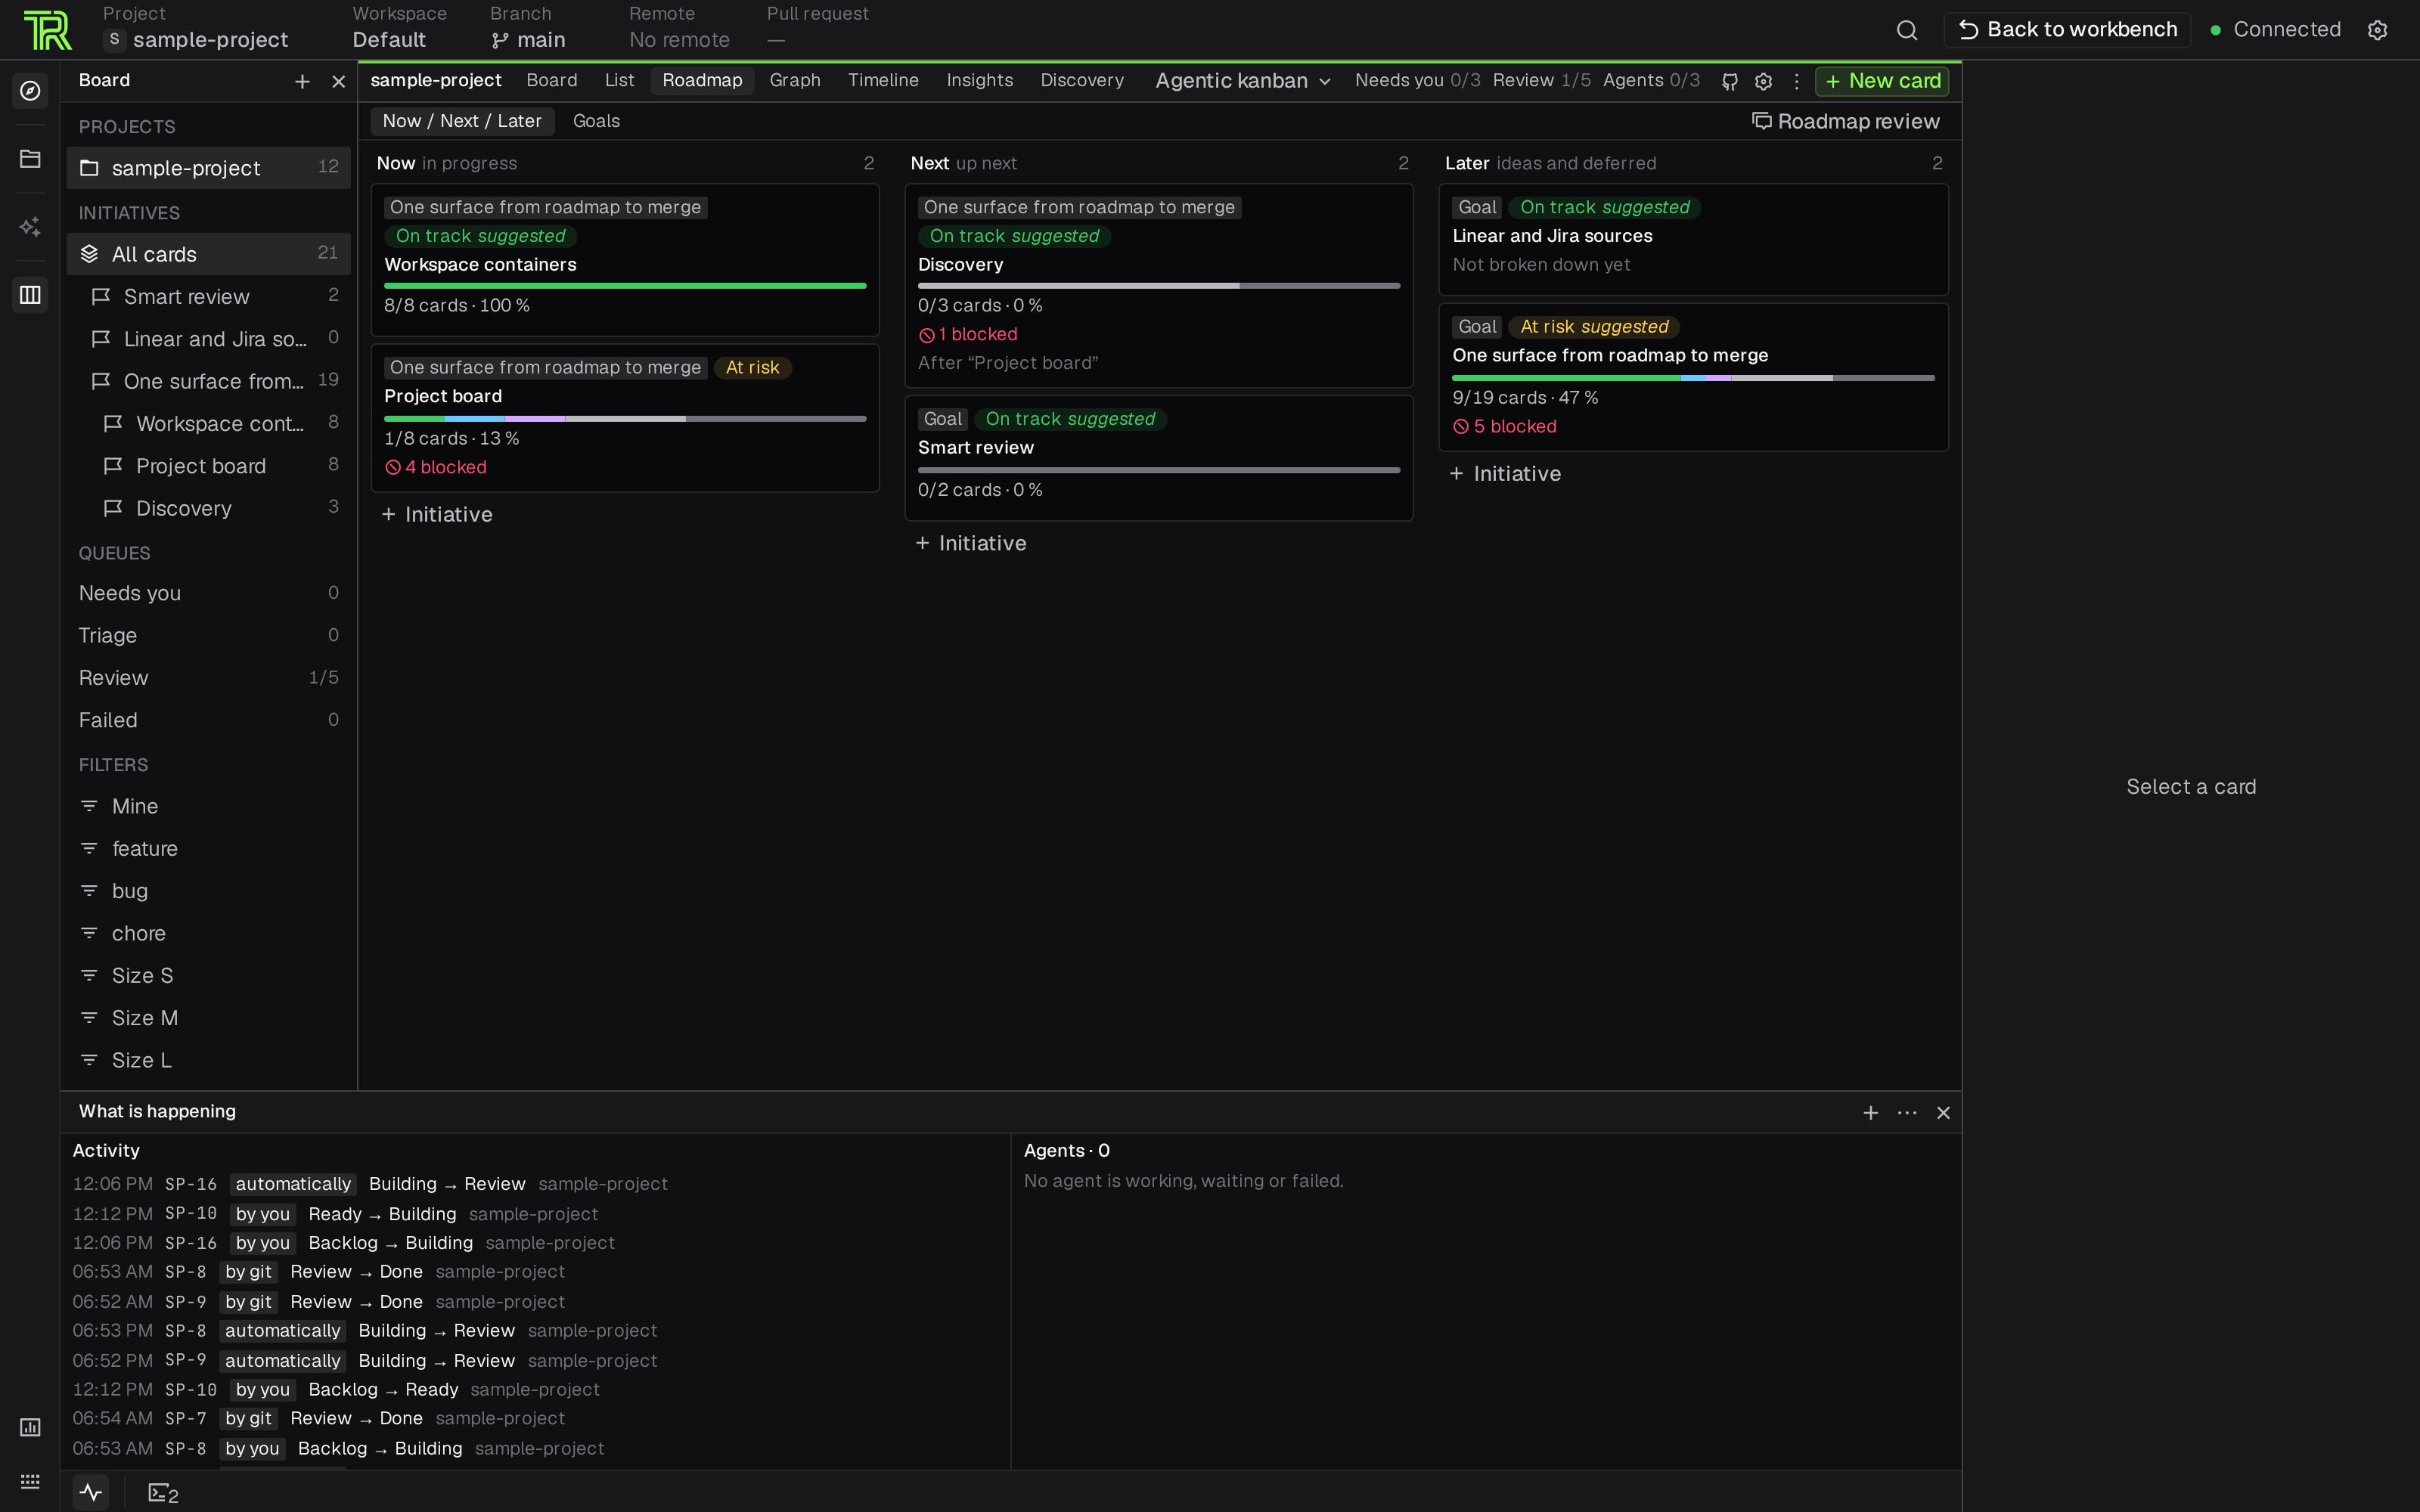 TR
Project
S sample-project
Workspace
Default
Branch
main
Remote
No remote
Pull request
—
Back to workbench
Connected
Board
PROJECTS
sample-project 12
INITIATIVES
All cards 21
Smart review 2
Linear and Jira so... 0
One surface from... 19
Workspace cont... 8
Project board 8
Discovery 3
QUEUES
Needs you 0
Triage 0
Review 1/5
Failed 0
FILTERS
Mine
feature
bug
chore
Size S
Size M
Size L
sample-project Board List Roadmap Graph Timeline Insights Discovery Agentic kanban Needs you 0/3 Review 1/5 Agents 0/3 + New card
Now / Next / Later Goals Roadmap review
Now in progress 2
One surface from roadmap to merge
On track suggested
Workspace containers
8/8 cards · 100 %
One surface from roadmap to merge At risk
Project board
1/8 cards · 13 %
4 blocked
+ Initiative
Next up next 2
One surface from roadmap to merge
On track suggested
Discovery
0/3 cards · 0 %
1 blocked
After “Project board”
Goal On track suggested
Smart review
0/2 cards · 0 %
+ Initiative
Later ideas and deferred 2
Goal On track suggested
Linear and Jira sources
Not broken down yet
Goal At risk suggested
One surface from roadmap to merge
9/19 cards · 47 %
5 blocked
+ Initiative
Select a card
What is happening
Activity
12:06 PM SP-16 automatically Building → Review sample-project
12:12 PM SP-10 by you Ready → Building sample-project
12:06 PM SP-16 by you Backlog → Building sample-project
06:53 AM SP-8 by git Review → Done sample-project
06:52 AM SP-9 by git Review → Done sample-project
06:53 PM SP-8 automatically Building → Review sample-project
06:52 PM SP-9 automatically Building → Review sample-project
12:12 PM SP-10 by you Backlog → Ready sample-project
06:54 AM SP-7 by git Review → Done sample-project
06:53 AM SP-8 by you Backlog → Building sample-project
Agents · 0
No agent is working, waiting or failed.
2